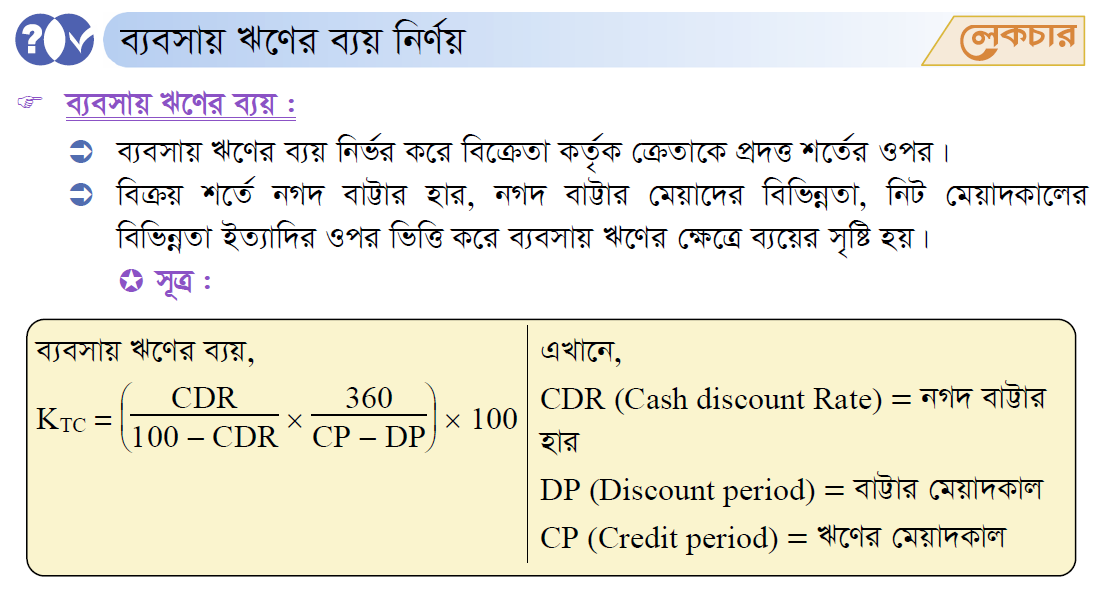 ব্যবসায় ঋণের ব্যয় নির্ণয়
লেকচার
ব্যবসায় ঋণের ব্যয় :
ব্যবসায় ঋণের ব্যয় নির্ভর করে বিক্রেতা কর্তৃক ক্রেতাকে প্রদত্ত শর্তের ওপর।
বিক্রয় শর্তে নগদ বাট্টার হার, নগদ বাট্টার মেয়াদের বিভিন্নতা, নিট মেয়াদকালের
বিভিন্নতা ইত্যাদির ওপর ভিত্তি করে ব্যবসায় ঋণের ক্ষেত্রে ব্যয়ের সৃষ্টি হয়।
সূত্র :
ব্যবসায় ঋণের ব্যয়,
K_TC = (CDR / (100 – CDR) × 360 / (CP – DP)) × 100
এখানে,
CDR (Cash discount Rate) = নগদ বাট্টার
হার
DP (Discount period) = বাট্টার মেয়াদকাল
CP (Credit period) = ঋণের মেয়াদকাল